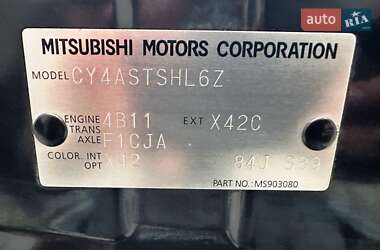 auto RIA
MITSUBISHI MOTORS CORPORATION
MODEL CY4ASTSHL6Z
ENGINE 4B11 EXT X42C
TRANS
AXLE F1CJA
COLOR. INT
OPT 84J
PART NO.: MS903080